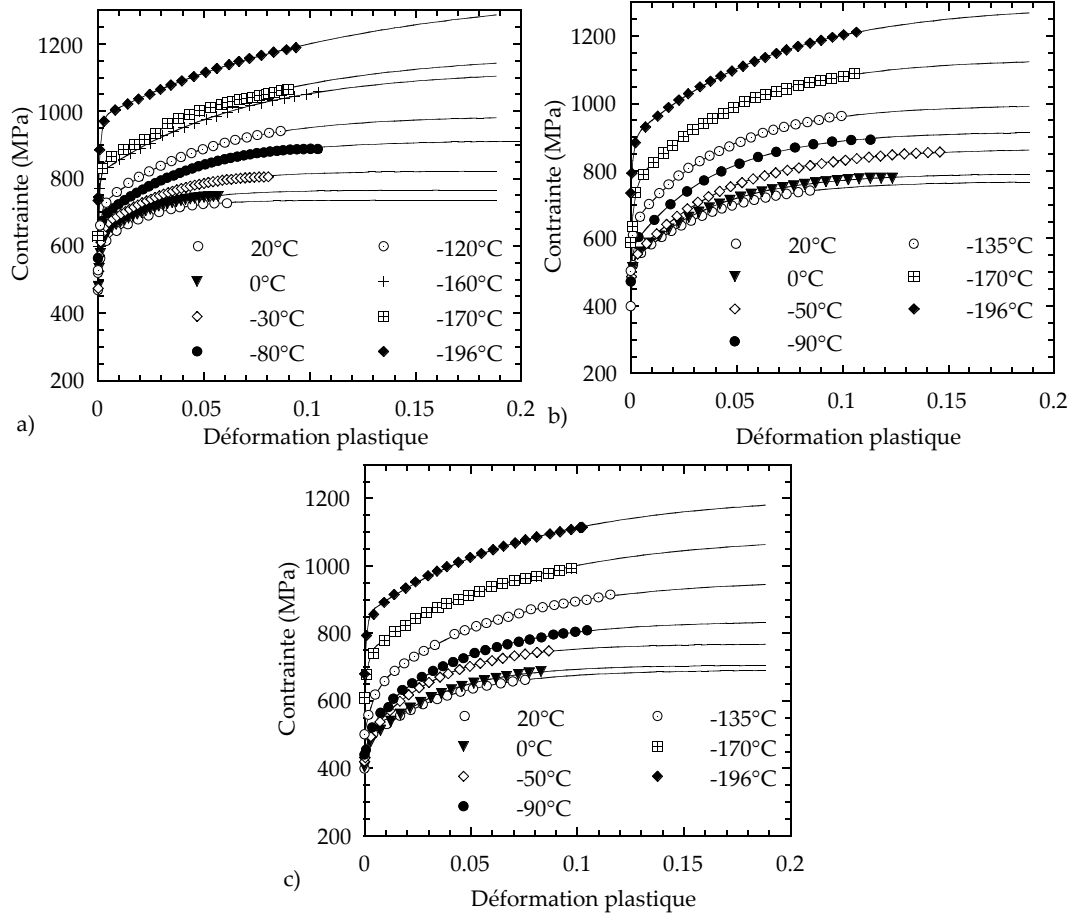 Contrainte (MPa)
1200
1000
800
600
400
200
0
0.05
0.1
0.15
0.2
20°C
-120°C
0°C
-160°C
-30°C
-170°C
-80°C
-196°C
a)
Déformation plastique
Contrainte (MPa)
1200
1000
800
600
400
200
0
0.05
0.1
0.15
0.2
20°C
-135°C
0°C
-170°C
-50°C
-196°C
-90°C
b)
Déformation plastique
Contrainte (MPa)
1200
1000
800
600
400
200
0
0.05
0.1
0.15
0.2
20°C
-135°C
0°C
-170°C
-50°C
-196°C
-90°C
c)
Déformation plastique